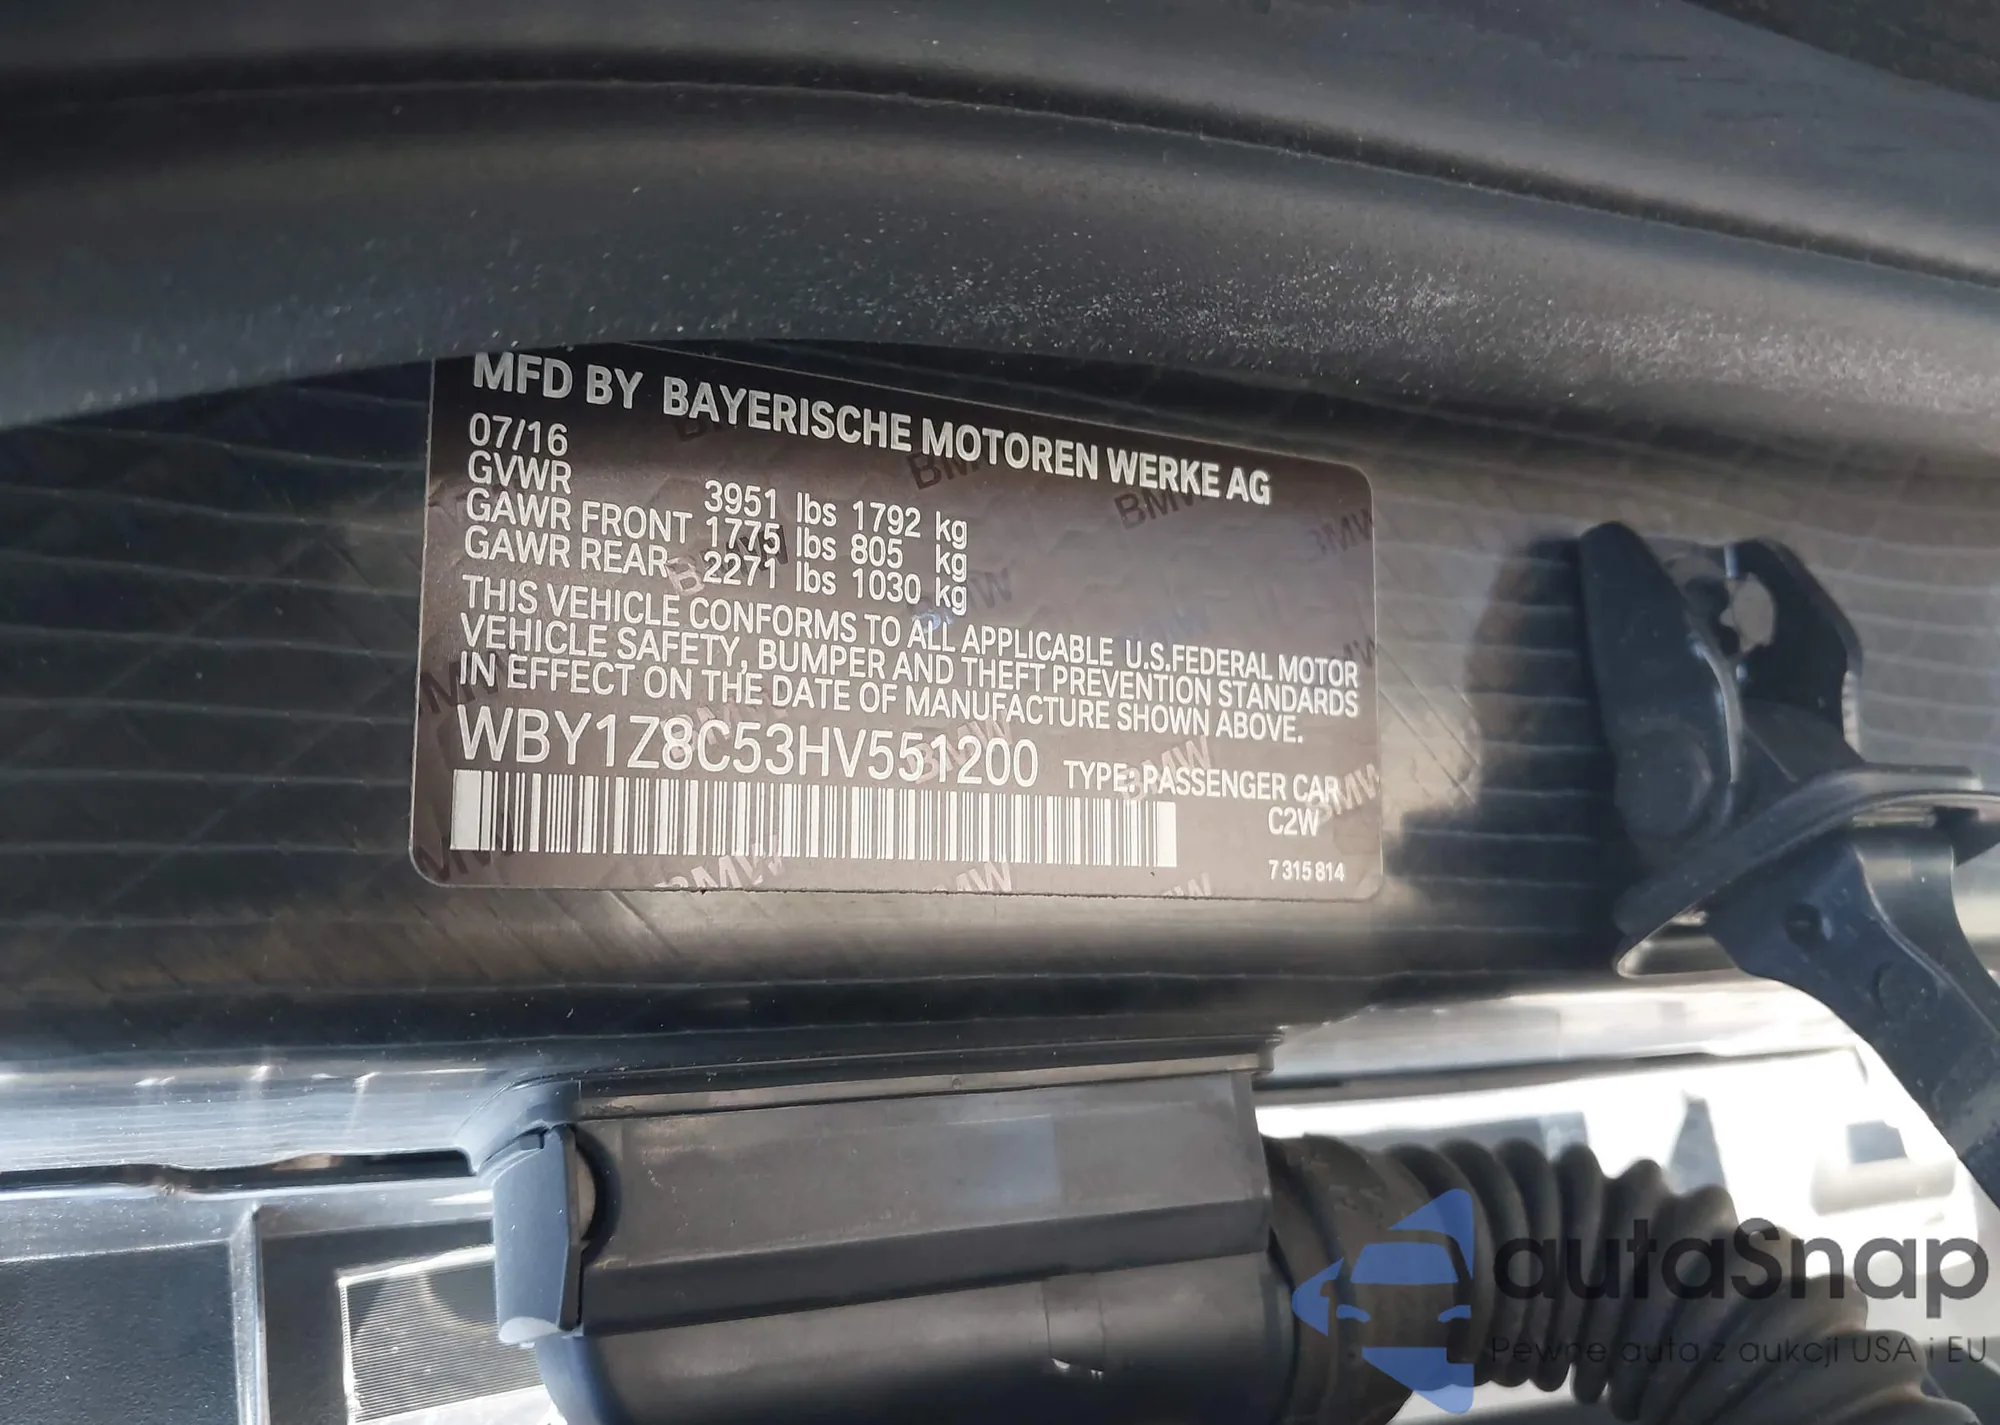 MFD BY BAYERISCHE MOTOREN WERKE AG
07/16
GVWR 3951 lbs 1792 kg
GAWR FRONT 1775 lbs 805 kg
GAWR REAR 2271 lbs 1030 kg
THIS VEHICLE CONFORMS TO ALL APPLICABLE U.S.FEDERAL MOTOR
VEHICLE SAFETY, BUMPER AND THEFT PREVENTION STANDARDS
IN EFFECT ON THE DATE OF MANUFACTURE SHOWN ABOVE.
WBY1Z8C53HV551200 TYPE: PASSENGER CAR
C2W
7 315 814
autaSnap
Pewne auta z aukcji USA i EU